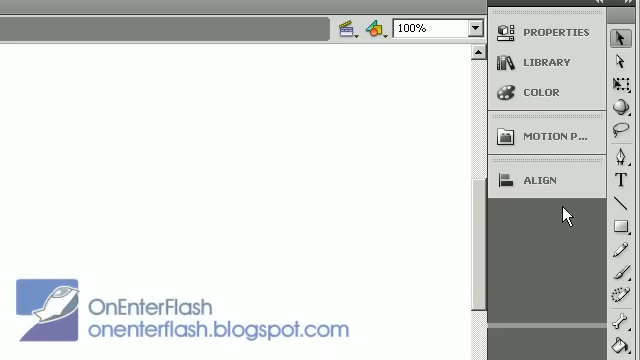 100%
PROPERTIES
LIBRARY
COLOR
MOTION P...
ALIGN
T
OnEnterFlash
onenterflash.blogspot.com